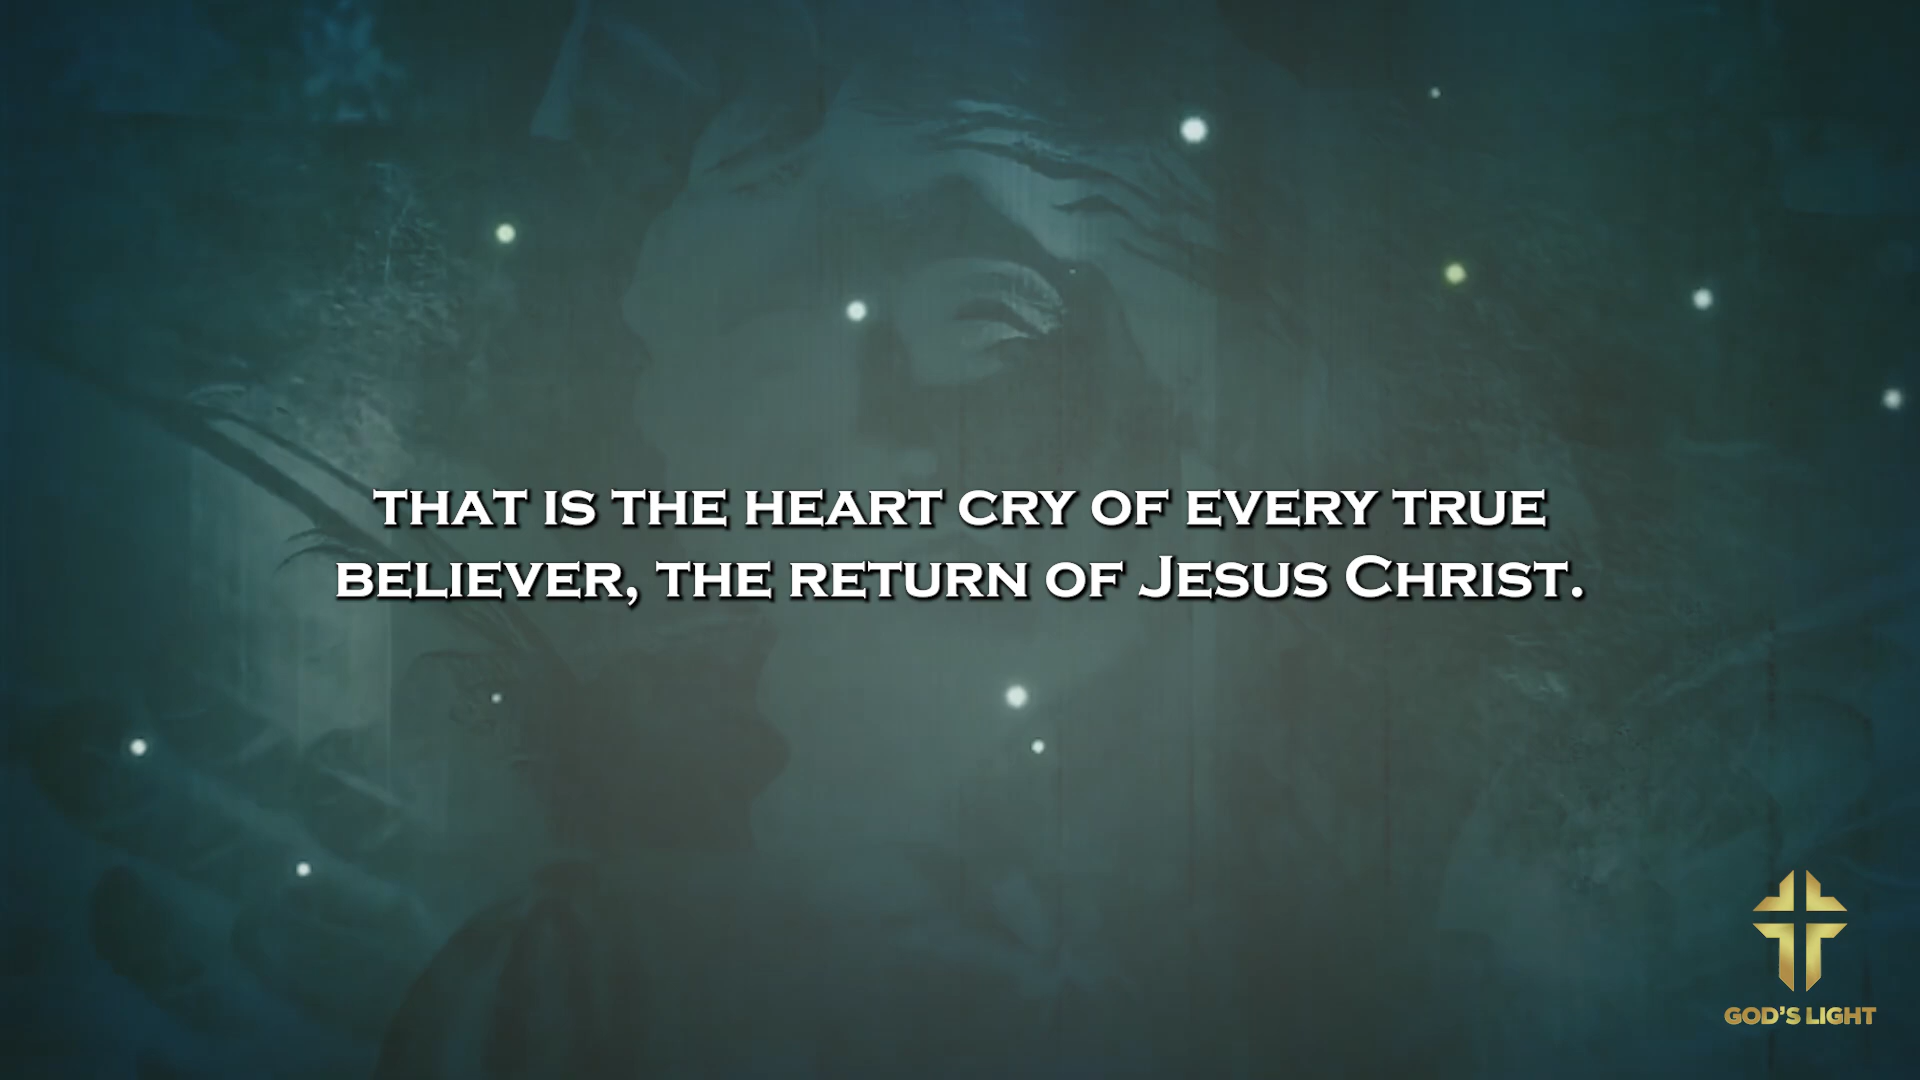 THAT IS THE HEART CRY OF EVERY TRUE
BELIEVER, THE RETURN OF JESUS CHRIST.
GOD'S LIGHT